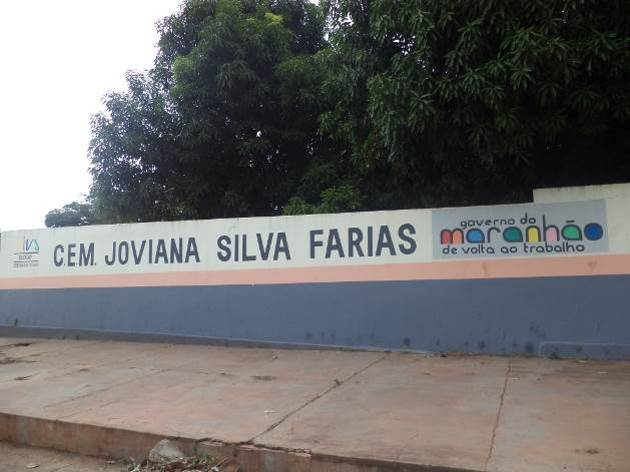 C.E.M. JOVIANA SILVA FARIAS
governo do
maranhão
de volta ao trabalho